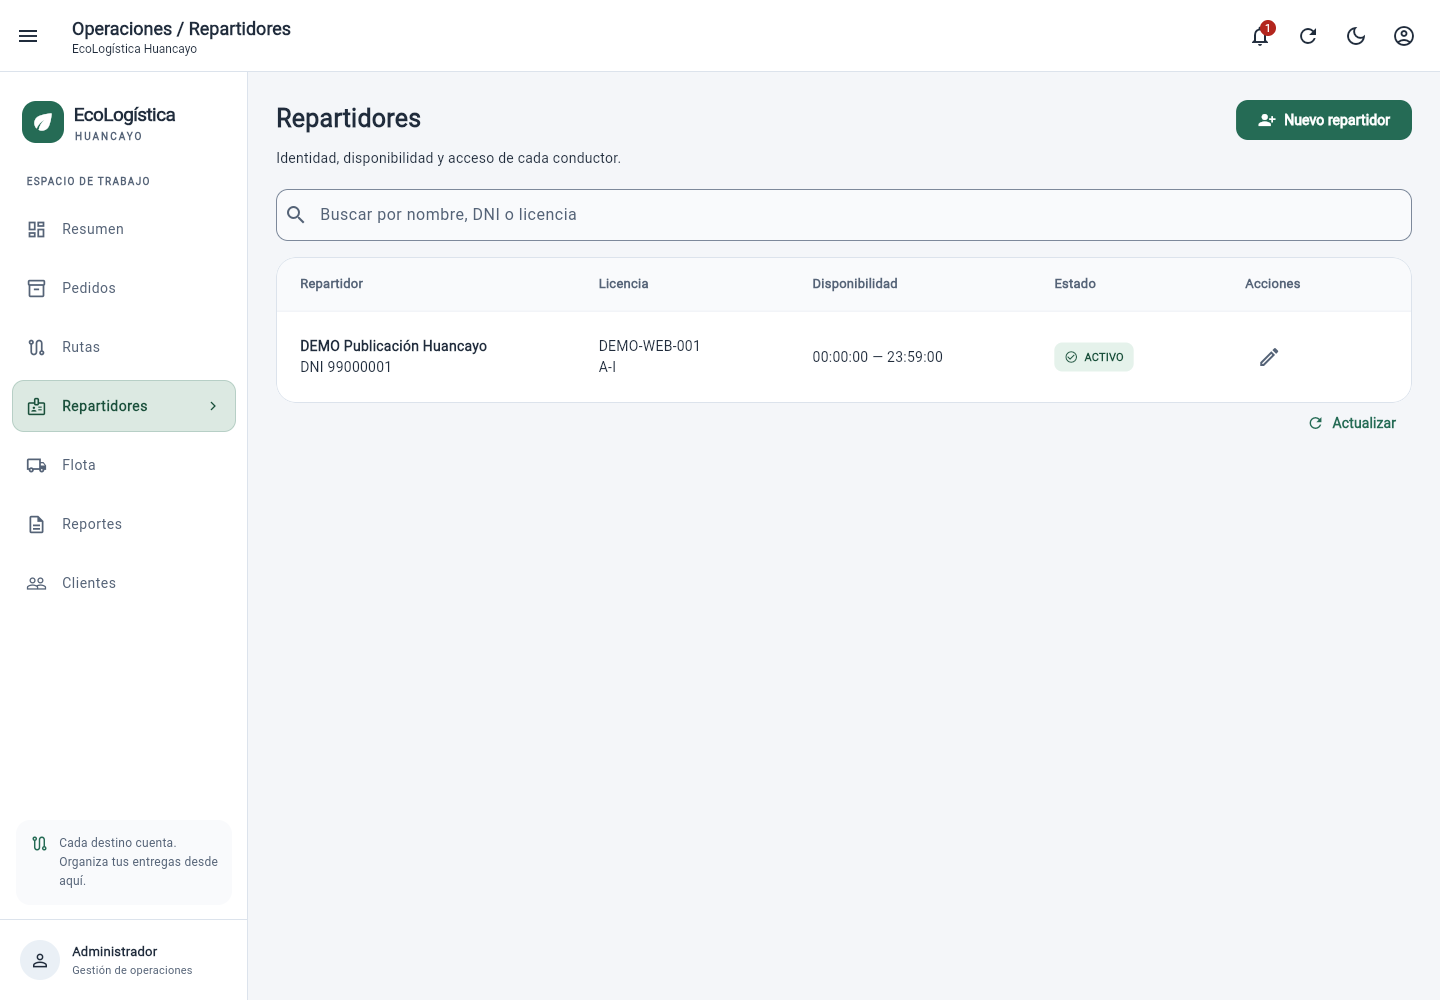 Operaciones / Repartidores
EcoLogística Huancayo
1
EcoLogística
HUANCAYO
ESPACIO DE TRABAJO
Resumen
Pedidos
Rutas
Repartidores
Flota
Reportes
Clientes
Cada destino cuenta.
Organiza tus entregas desde
aquí.
Administrador
Gestión de operaciones
Repartidores
Nuevo repartidor
Identidad, disponibilidad y acceso de cada conductor.
Buscar por nombre, DNI o licencia
Repartidor Licencia Disponibilidad Estado Acciones
DEMO Publicación Huancayo
DNI 99000001
DEMO-WEB-001
A-I
00:00:00 — 23:59:00
ACTIVO
Actualizar